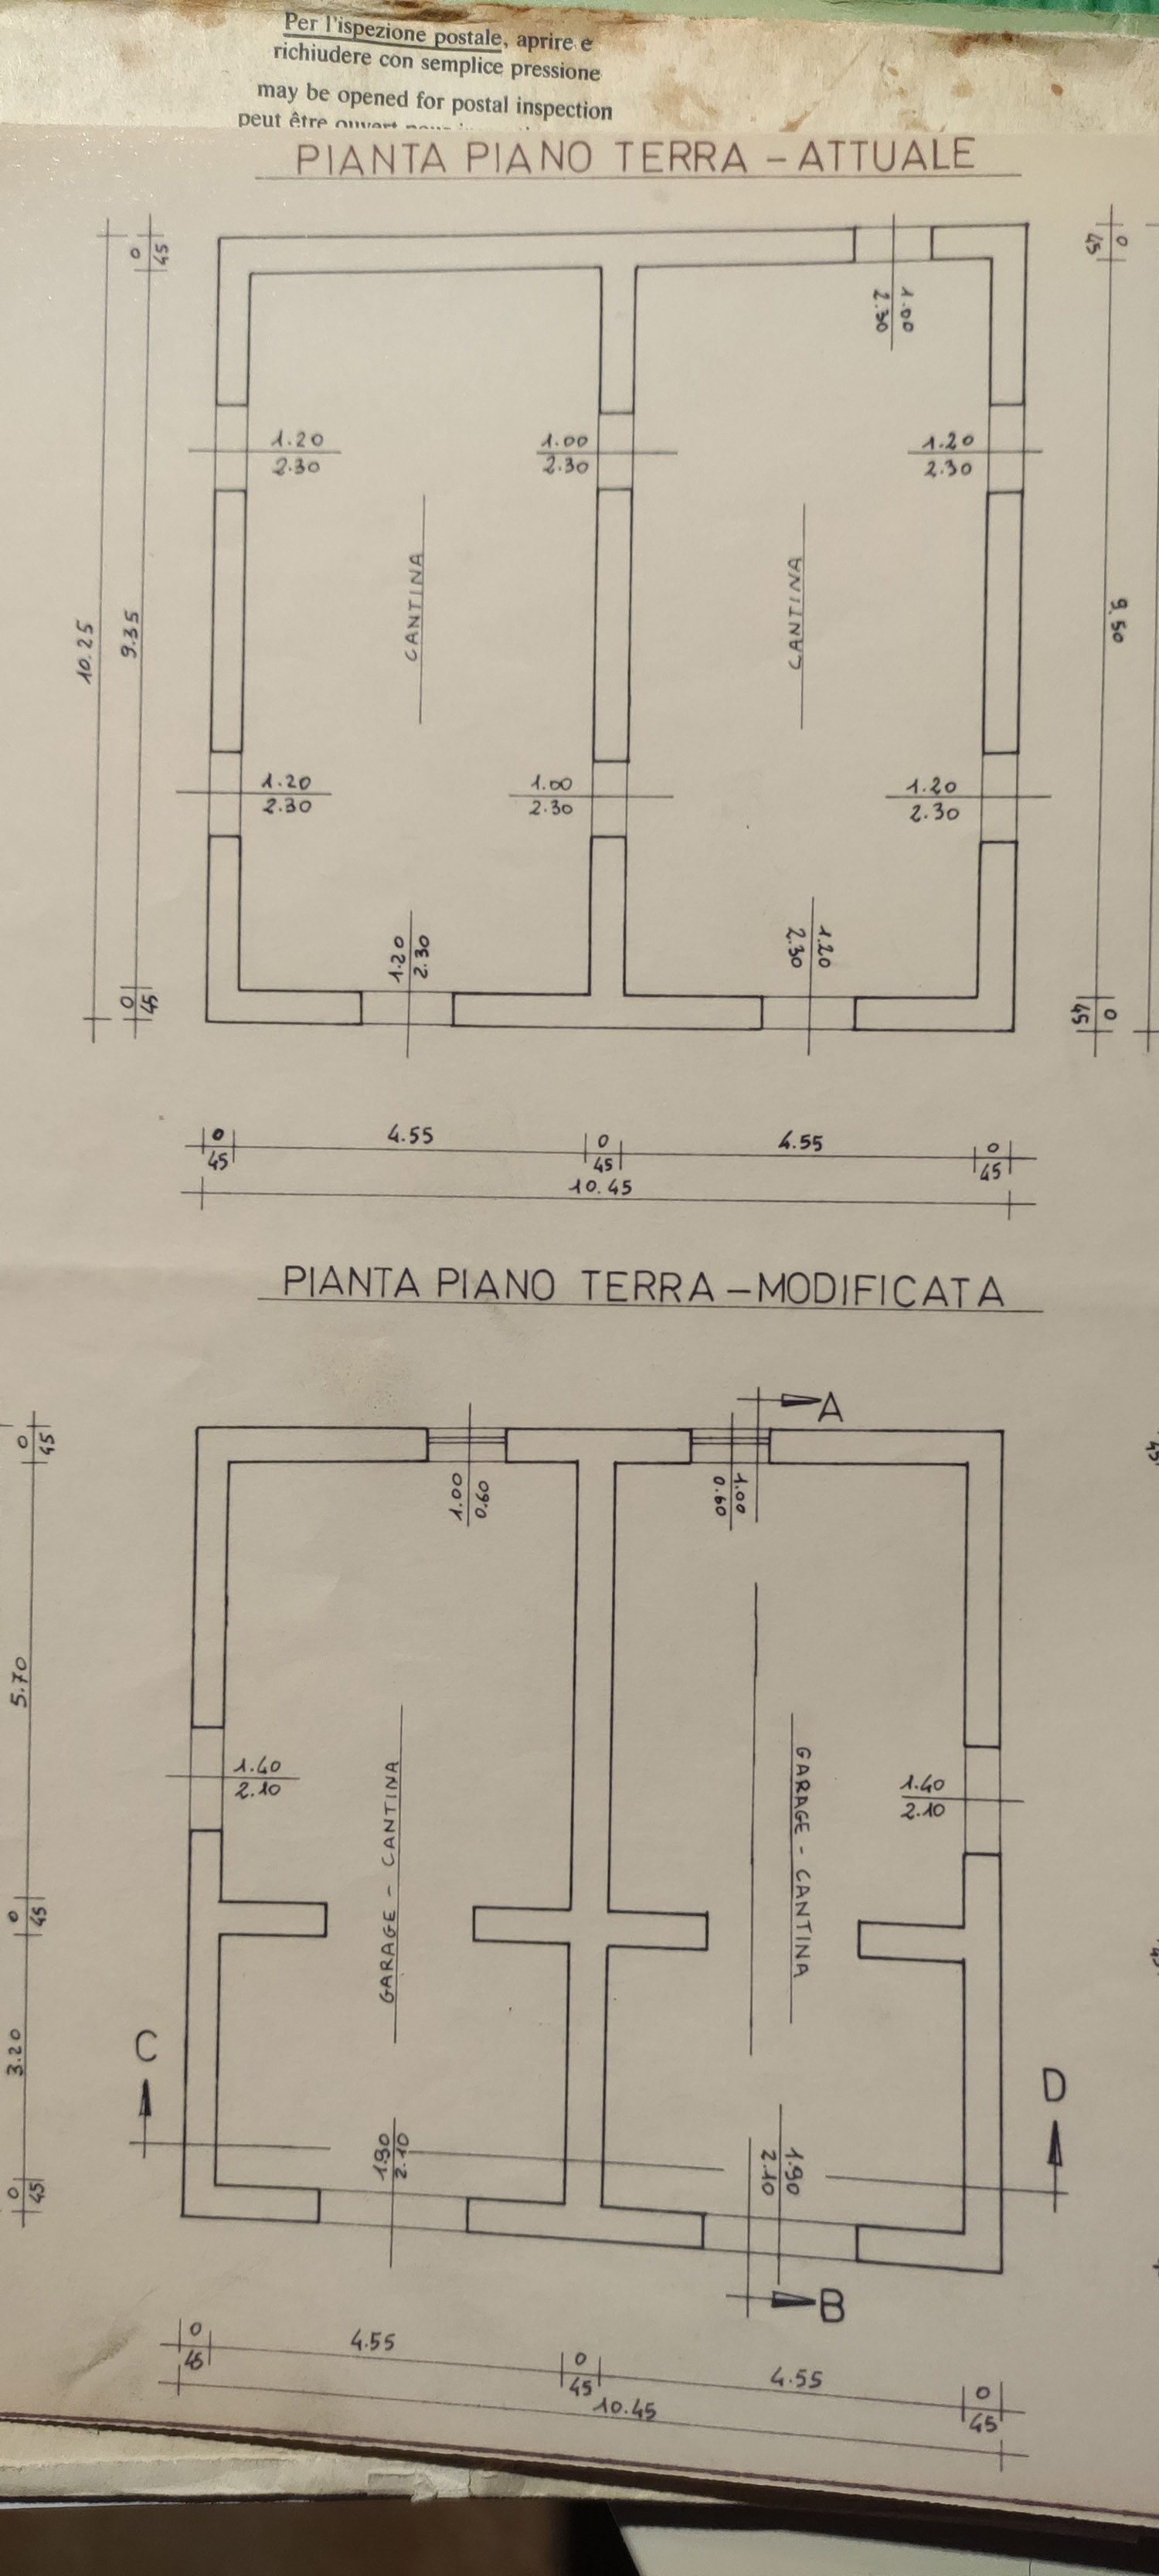 Per l'ispezione postale, aprire e
richiudere con semplice pressione
may be opened for postal inspection
peut être ouvert
PIANTA PIANO TERRA – ATTUALE
0 45
0 45
1.00 2.30
1.20 2.30
1.00 2.30
1.20 2.30
CANTINA
CANTINA
10.25
9.35
9.50
1.20 2.30
1.00 2.30
1.20 2.30
1.20 2.30
1.20 2.30
0 45
0 45
0 45
4.55
0 45
4.55
0 45
10.45
PIANTA PIANO TERRA – MODIFICATA
A
0 45
1.00 0.60
1.00 0.60
5.70
1.40 2.10
1.40 2.10
GARAGE - CANTINA
GARAGE - CANTINA
0 45
3.20
C
D
1.90 2.10
1.90 2.10
0 45
B
0 45
4.55
0 45
4.55
0 45
10.45